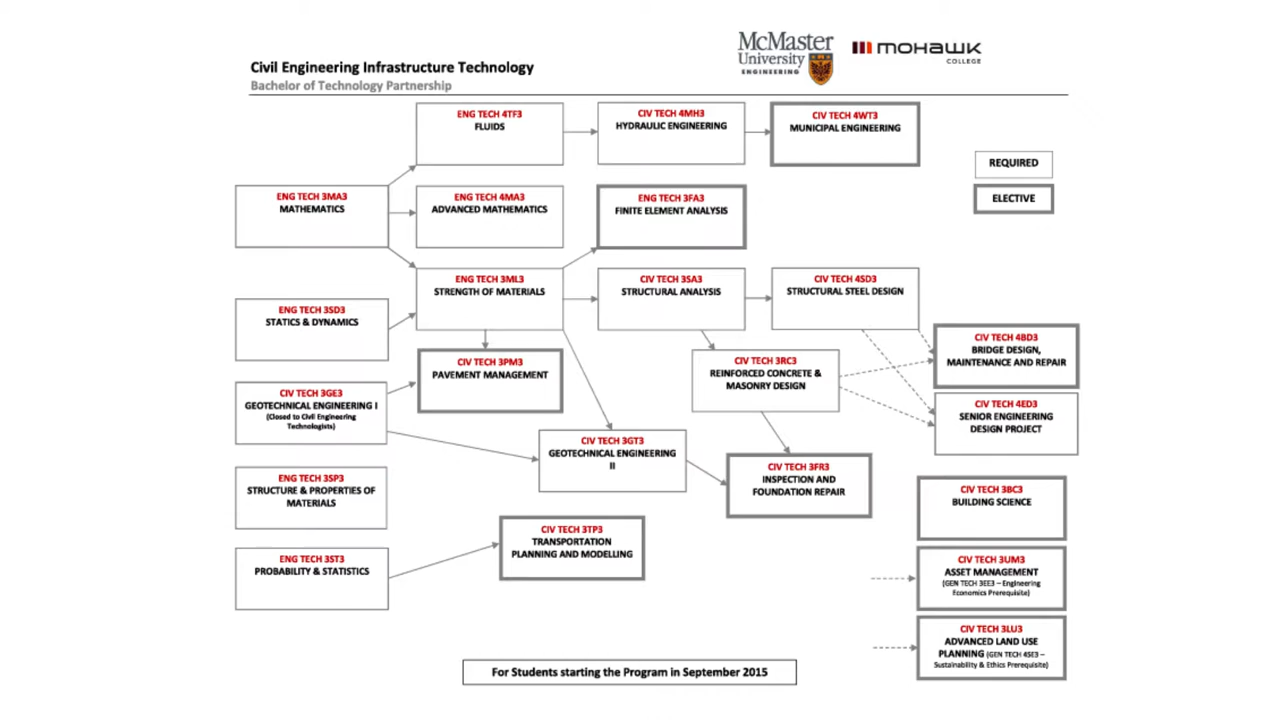 McMaster
University
ENGINEERING
mohawk
COLLEGE
Civil Engineering Infrastructure Technology
Bachelor of Technology Partnership
ENG TECH 4TF3
FLUIDS
CIV TECH 4MH3
HYDRAULIC ENGINEERING
CIV TECH 4WT3
MUNICIPAL ENGINEERING
REQUIRED
ELECTIVE
ENG TECH 3MA3
MATHEMATICS
ENG TECH 4MA3
ADVANCED MATHEMATICS
ENG TECH 3FA3
FINITE ELEMENT ANALYSIS
ENG TECH 3ML3
STRENGTH OF MATERIALS
CIV TECH 3SA3
STRUCTURAL ANALYSIS
CIV TECH 4SD3
STRUCTURAL STEEL DESIGN
ENG TECH 3SD3
STATICS & DYNAMICS
CIV TECH 3PM3
PAVEMENT MANAGEMENT
CIV TECH 3RC3
REINFORCED CONCRETE &
MASONRY DESIGN
CIV TECH 4BD3
BRIDGE DESIGN,
MAINTENANCE AND REPAIR
CIV TECH 3GE3
GEOTECHNICAL ENGINEERING I
(Closed to Civil Engineering
Technologists)
CIV TECH 4ED3
SENIOR ENGINEERING
DESIGN PROJECT
CIV TECH 3GT3
GEOTECHNICAL ENGINEERING
II
CIV TECH 3FR3
INSPECTION AND
FOUNDATION REPAIR
ENG TECH 3SP3
STRUCTURE & PROPERTIES OF
MATERIALS
CIV TECH 3BC3
BUILDING SCIENCE
CIV TECH 3TP3
TRANSPORTATION
PLANNING AND MODELLING
ENG TECH 3ST3
PROBABILITY & STATISTICS
CIV TECH 3UM3
ASSET MANAGEMENT
(GEN TECH 3EE3 – Engineering
Economics Prerequisite)
CIV TECH 3LU3
ADVANCED LAND USE
PLANNING (GEN TECH 4SE3 –
Sustainability & Ethics Prerequisite)
For Students starting the Program in September 2015